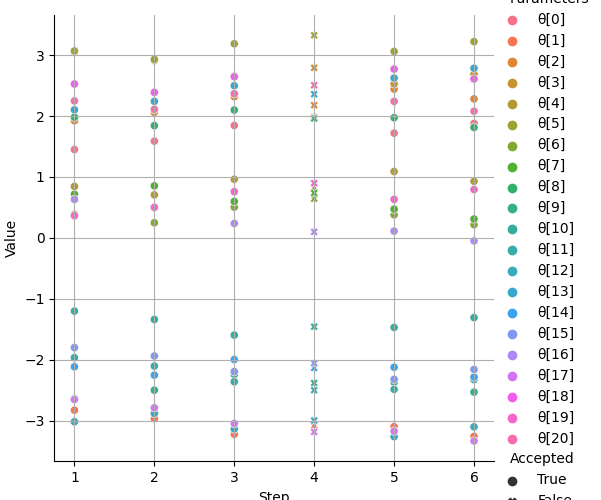 Parameters
θ[0]
θ[1]
θ[2]
θ[3]
θ[4]
θ[5]
θ[6]
θ[7]
θ[8]
θ[9]
θ[10]
θ[11]
θ[12]
θ[13]
θ[14]
θ[15]
θ[16]
θ[17]
θ[18]
θ[19]
θ[20]
Accepted
True
False
Value
3
2
1
0
−1
−2
−3
1 2 3 4 5 6
Step